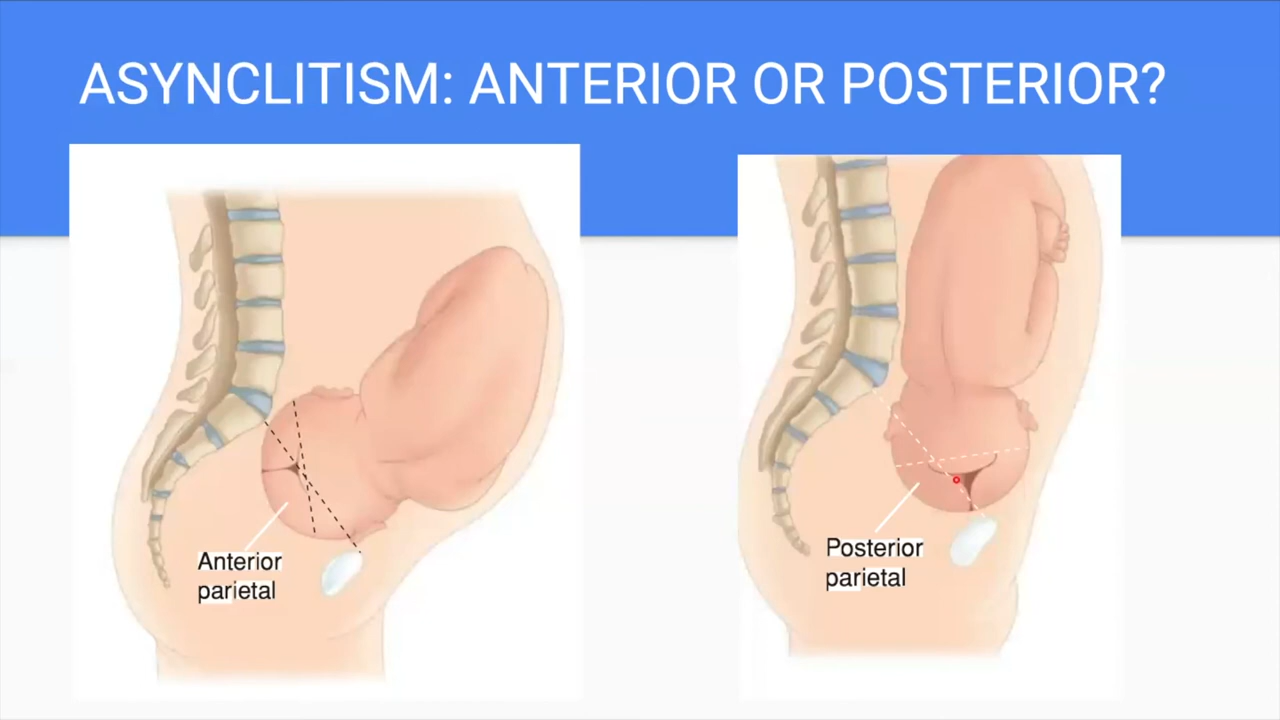 ASYNCLITISM: ANTERIOR OR POSTERIOR?
Anterior
parietal
Posterior
parietal